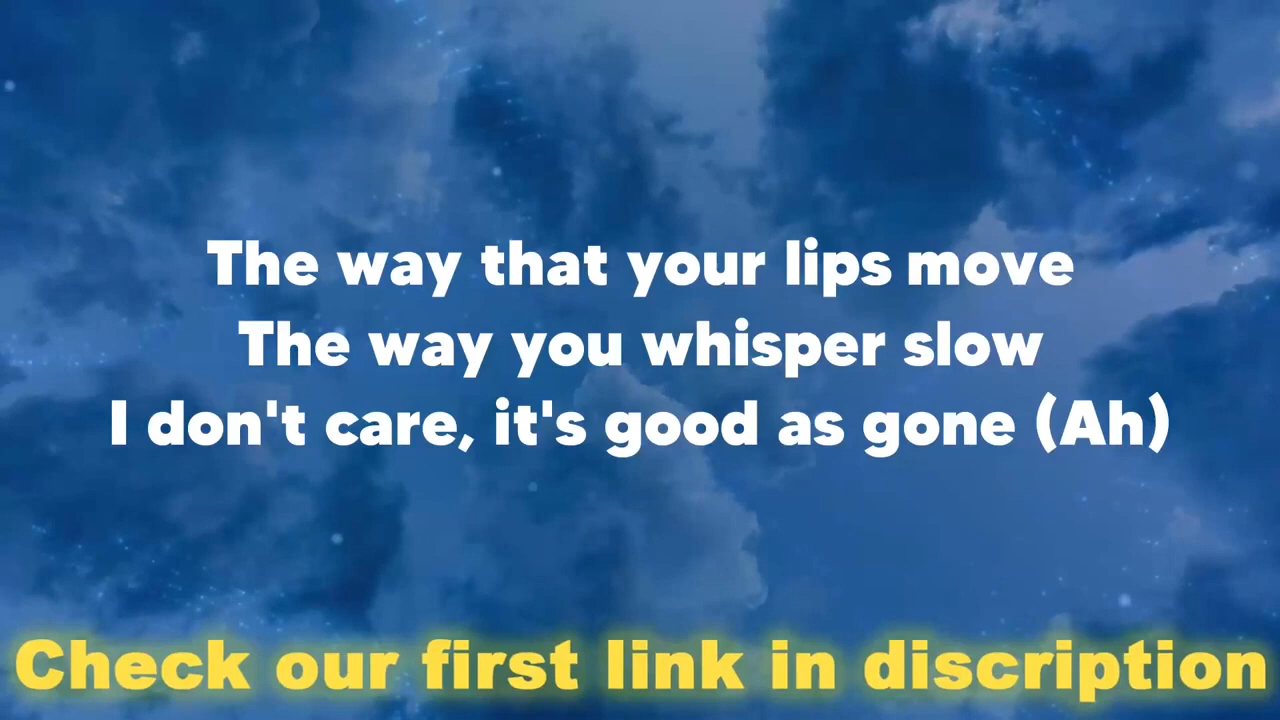 The way that your lips move
The way you whisper slow
I don't care, it's good as gone (Ah)
Check our first link in discription